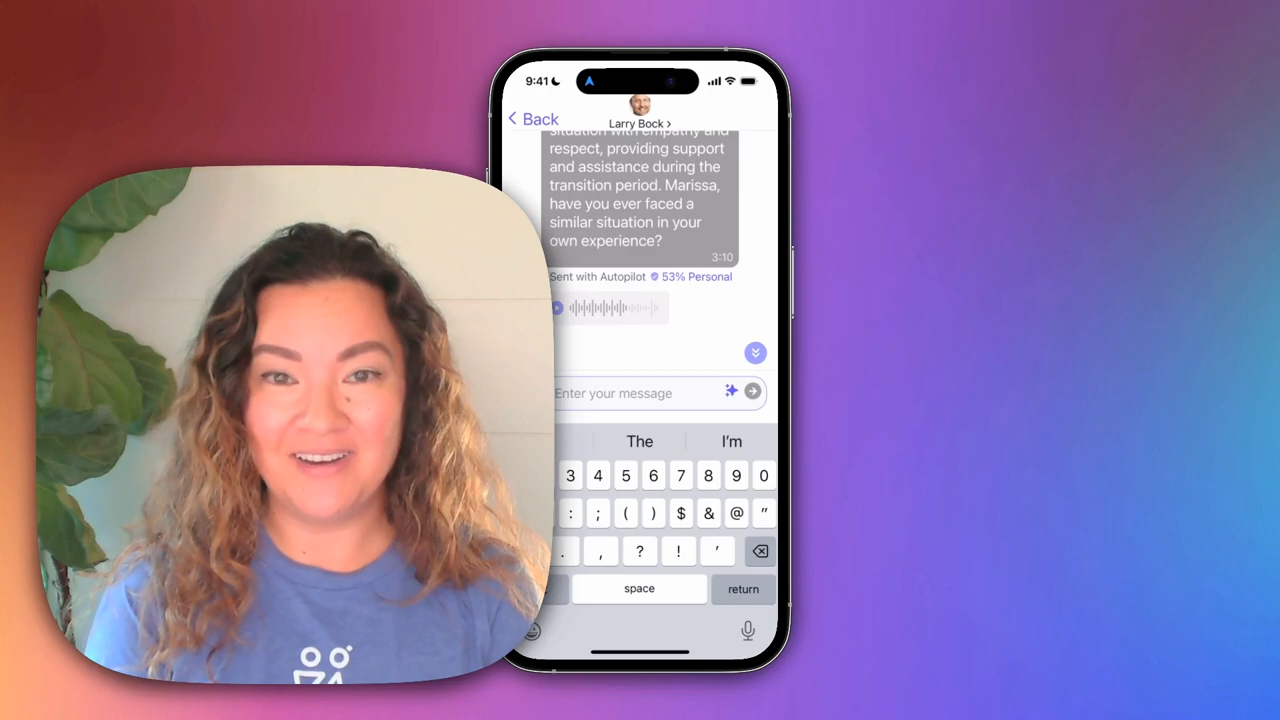 9:41
Back
Larry Bock
situation with empathy and
respect, providing support
and assistance during the
transition period. Marissa,
have you ever faced a
similar situation in your
own experience?
3:10
Sent with Autopilot 53% Personal
Enter your message
The I’m
3 4 5 6 7 8 9 0
: ; ( ) $ & @ ”
. , ? ! ’
space return